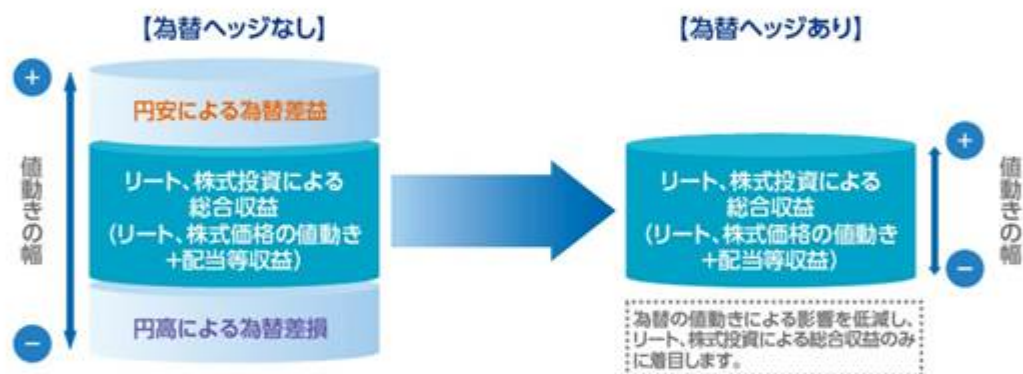 【為替ヘッジなし】
+
円安による為替差益
リート、株式投資による
総合収益
(リート、株式価格の値動き
+配当等収益)
円高による為替差損
−
値動きの幅
【為替ヘッジあり】
リート、株式投資による
総合収益
(リート、株式価格の値動き
+配当等収益)
+
−
値動きの幅
為替の値動きによる影響を低減し、
リート、株式投資による総合収益のみ
に着目します。